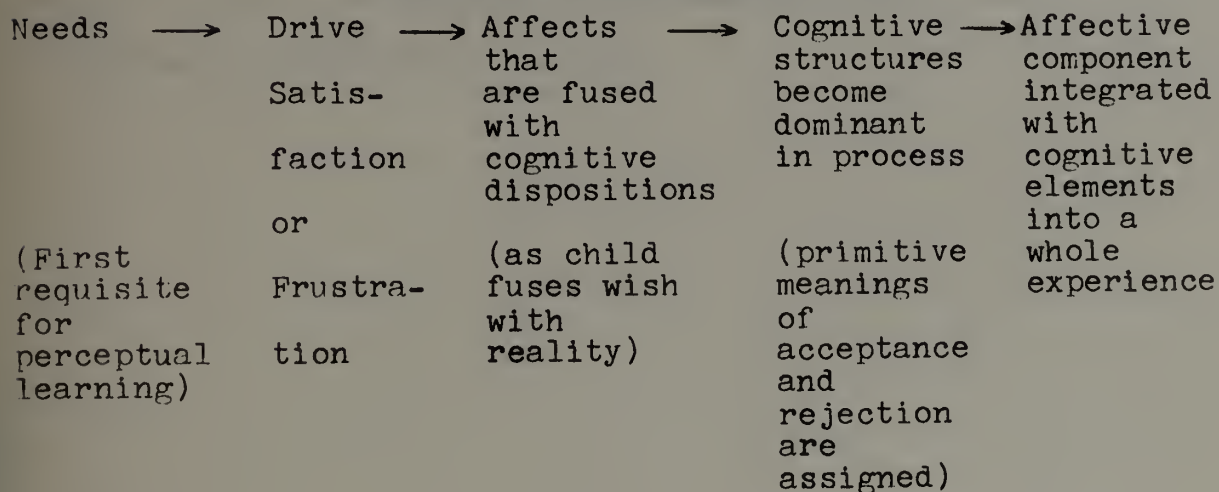 Needs → Drive → Affects → Cognitive → Affective
that structures component
Satis- are fused become integrated
with dominant with
faction cognitive in process cognitive
dispositions elements
or into a
(First (as child (primitive whole
requisite Frustra- fuses wish meanings experience
for with of
perceptual tion reality) acceptance
learning) and
rejection
are
assigned)